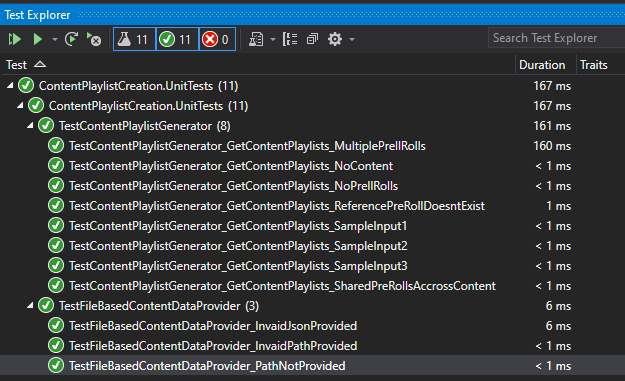 Test Explorer
11 11 0 Search Test Explorer
Test Duration Traits
ContentPlaylistCreation.UnitTests (11) 167 ms
ContentPlaylistCreation.UnitTests (11) 167 ms
TestContentPlaylistGenerator (8) 161 ms
TestContentPlaylistGenerator_GetContentPlaylists_MultiplePrellRolls 160 ms
TestContentPlaylistGenerator_GetContentPlaylists_NoContent < 1 ms
TestContentPlaylistGenerator_GetContentPlaylists_NoPrellRolls < 1 ms
TestContentPlaylistGenerator_GetContentPlaylists_ReferencePreRollDoesntExist 1 ms
TestContentPlaylistGenerator_GetContentPlaylists_SampleInput1 < 1 ms
TestContentPlaylistGenerator_GetContentPlaylists_SampleInput2 < 1 ms
TestContentPlaylistGenerator_GetContentPlaylists_SampleInput3 < 1 ms
TestContentPlaylistGenerator_GetContentPlaylists_SharedPreRollsAccrossContent < 1 ms
TestFileBasedContentDataProvider (3) 6 ms
TestFileBasedContentDataProvider_InvaidJsonProvided 6 ms
TestFileBasedContentDataProvider_InvaidPathProvided < 1 ms
TestFileBasedContentDataProvider_PathNotProvided < 1 ms